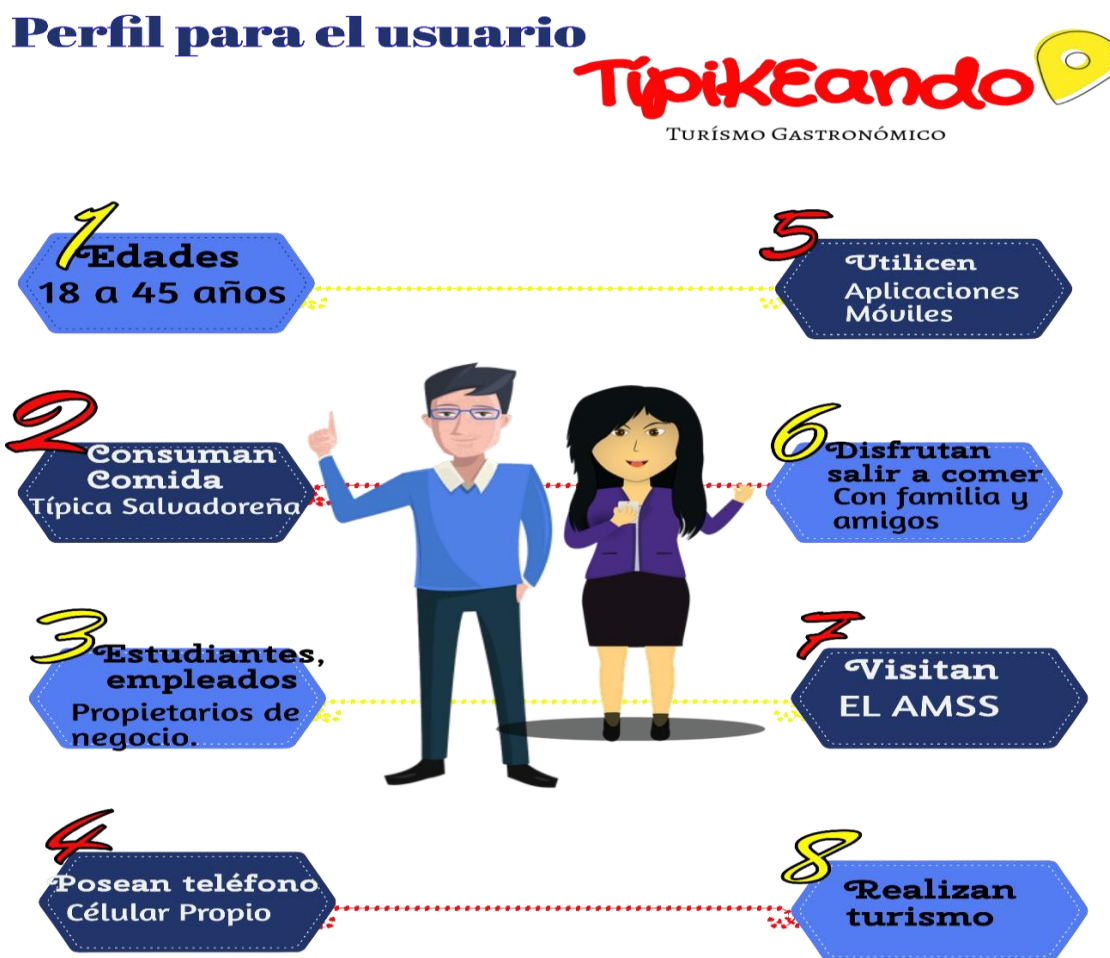 Perfil para el usuario
TípiKEando
TURÍSMO GASTRONÓMICO
1
Edades
18 a 45 años
2
Consuman
Comida
Típica Salvadoreña
3
Estudiantes,
empleados
Propietarios de
negocio.
4
Posean teléfono
Célular Propio
5
Utilicen
Aplicaciones
Móviles
6
Disfrutan
salir a comer
Con familia y
amigos
7
Visitan
EL AMSS
8
Realizan
turismo